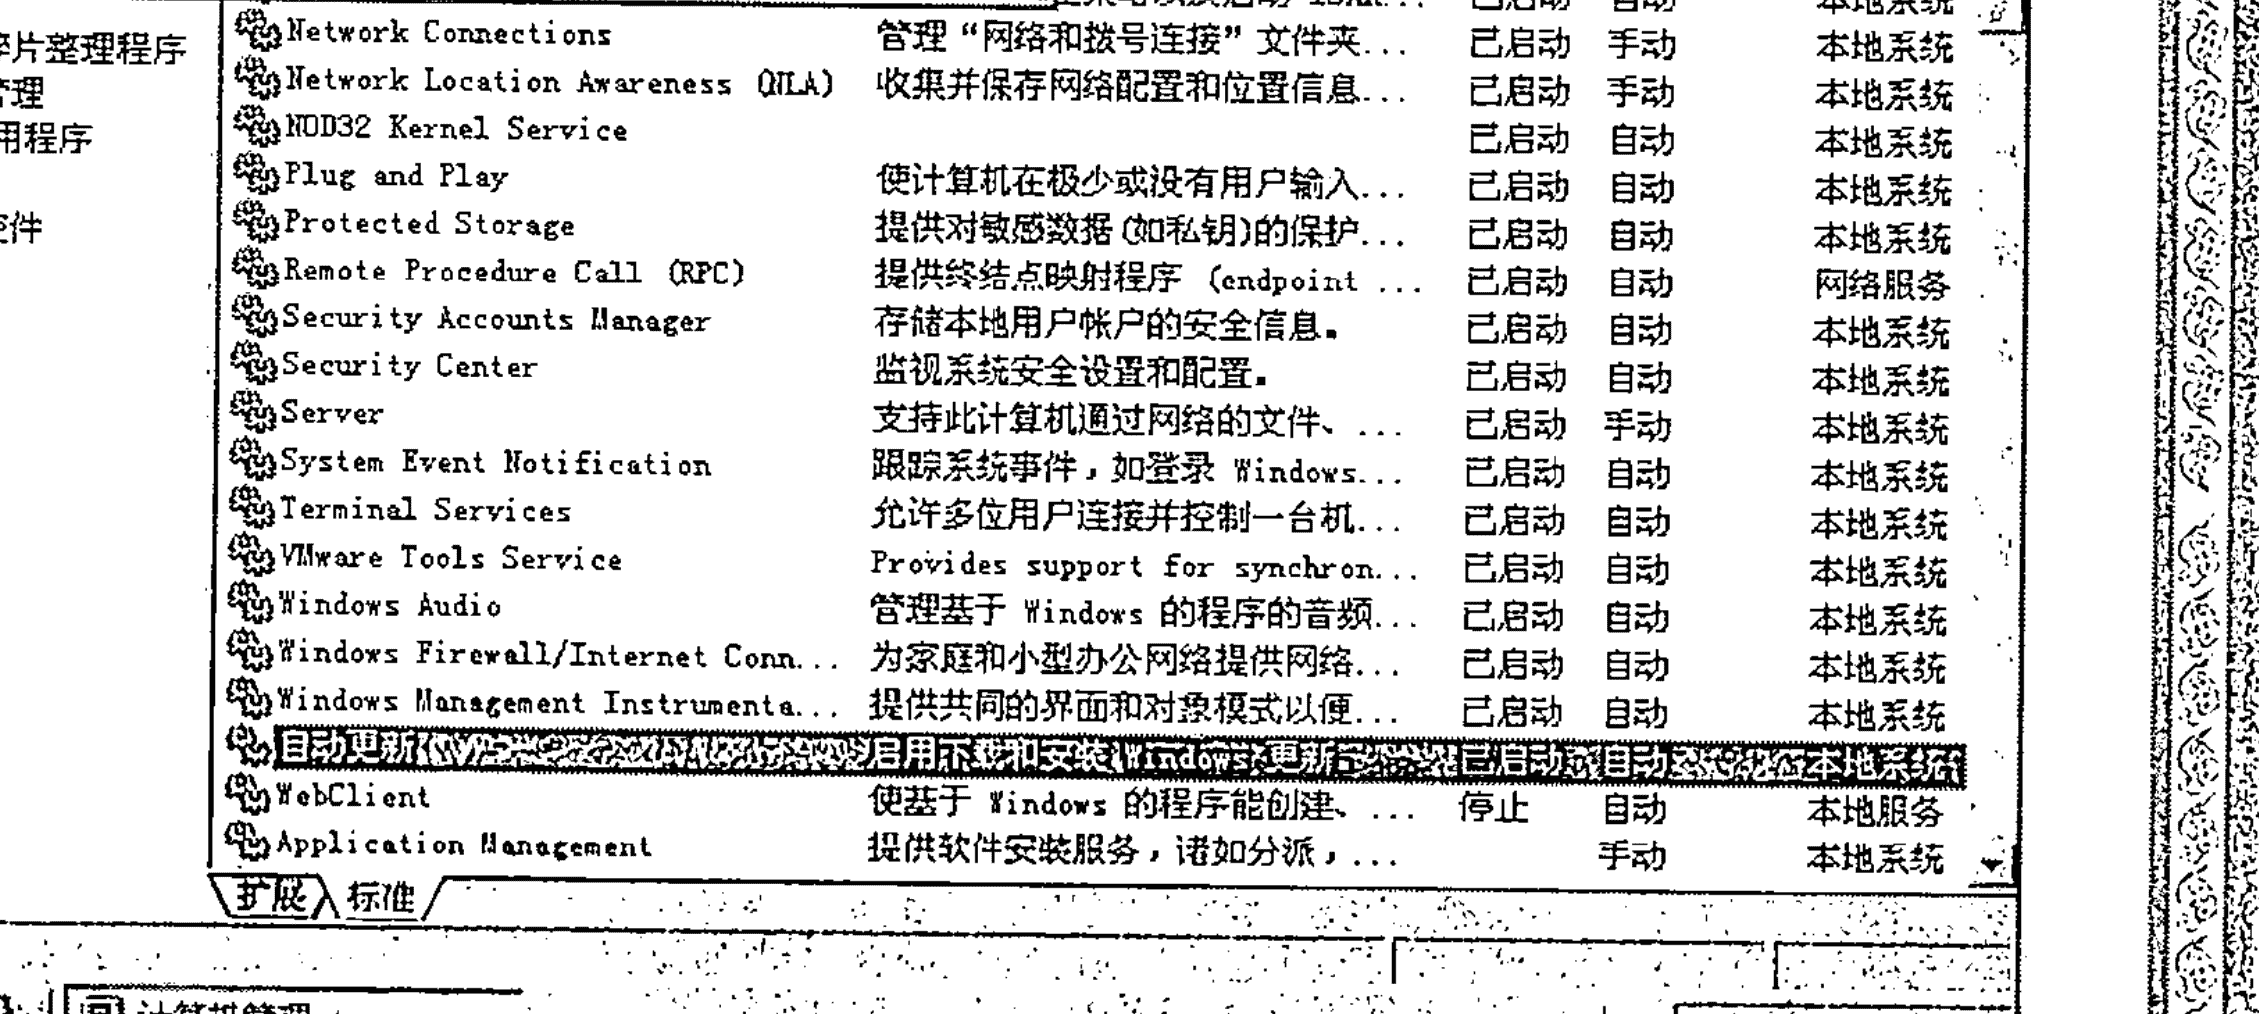 Network Connections 管理“网络和拨号连接”文件夹... 已启动 手动 本地系统
碎片整理程序
Network Location Awareness (NLA) 收集并保存网络配置和位置信息... 已启动 手动 本地系统
管理
NOD32 Kernel Service 已启动 自动 本地系统
用程序
Plug and Play 使计算机在极少或没有用户输入... 已启动 自动 本地系统
Protected Storage 提供对敏感数据(如私钥)的保护... 已启动 自动 本地系统
件
Remote Procedure Call (RPC) 提供终结点映射程序 (endpoint ... 已启动 自动 网络服务
Security Accounts Manager 存储本地用户帐户的安全信息。 已启动 自动 本地系统
Security Center 监视系统安全设置和配置。 已启动 自动 本地系统
Server 支持此计算机通过网络的文件、... 已启动 手动 本地系统
System Event Notification 跟踪系统事件，如登录 Windows... 已启动 自动 本地系统
Terminal Services 允许多位用户连接并控制一台机... 已启动 自动 本地系统
VMware Tools Service Provides support for synchron... 已启动 自动 本地系统
Windows Audio 管理基于 Windows 的程序的音频... 已启动 自动 本地系统
Windows Firewall/Internet Conn... 为家庭和小型办公网络提供网络... 已启动 自动 本地系统
Windows Management Instrumenta... 提供共同的界面和对象模式以便... 已启动 自动 本地系统
自动更新 启用下载和安装 Windows 更新 已启动 自动 本地系统
WebClient 使基于 Windows 的程序能创建、... 停止 自动 本地服务
Application Management 提供软件安装服务，诸如分派，... 手动 本地系统
扩展 标准
计算机管理